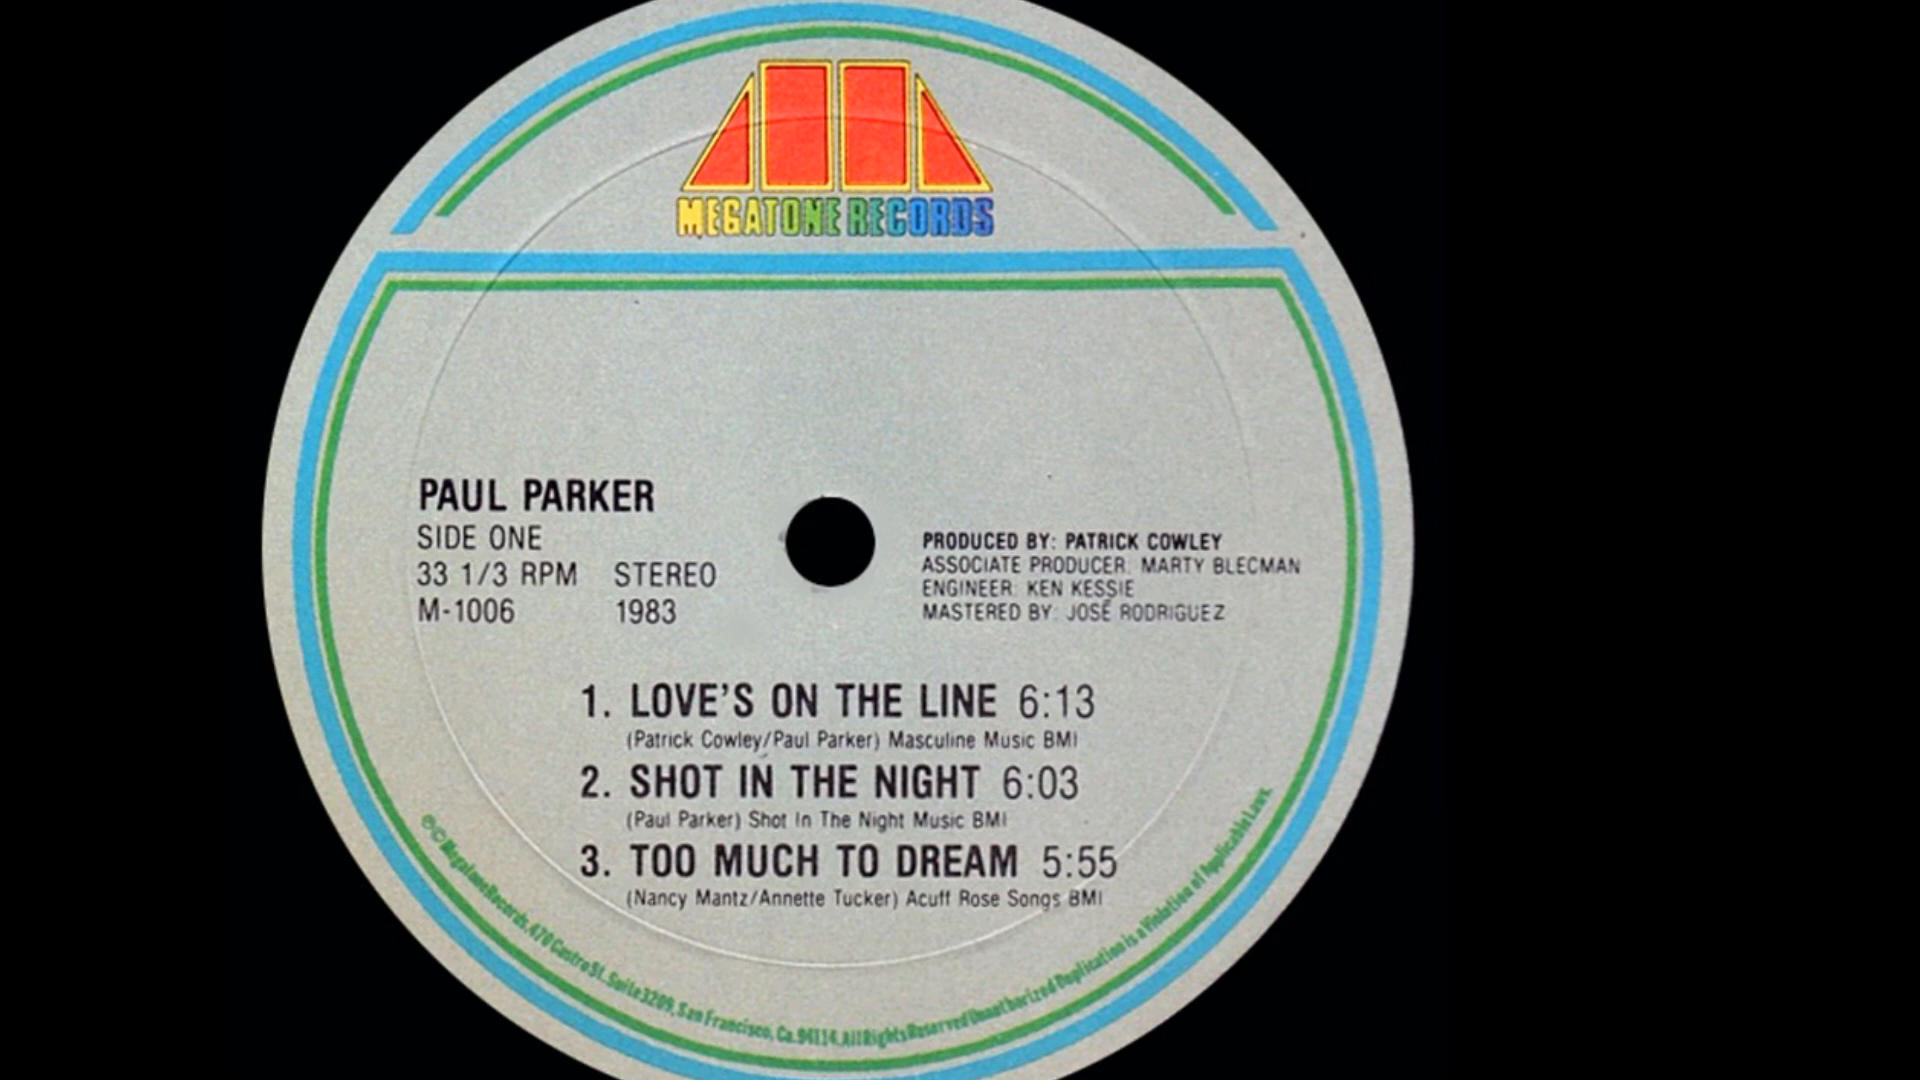 MEGATONE RECORDS
PAUL PARKER
SIDE ONE
33 1/3 RPM STEREO
M-1006 1983
PRODUCED BY: PATRICK COWLEY
ASSOCIATE PRODUCER: MARTY BLECMAN
ENGINEER: KEN KESSIE
MASTERED BY: JOSÉ RODRIGUEZ
1. LOVE'S ON THE LINE 6:13
(Patrick Cowley/Paul Parker) Masculine Music BMI
2. SHOT IN THE NIGHT 6:03
(Paul Parker) Shot In The Night Music BMI
3. TOO MUCH TO DREAM 5:55
(Nancy Mantz/Annette Tucker) Acuff Rose Songs BMI
℗© Megatone Records, 470 Castro St., Suite 3209, San Francisco, Ca. 94114. All Rights Reserved Unauthorized Duplication is a Violation of Applicable Laws.